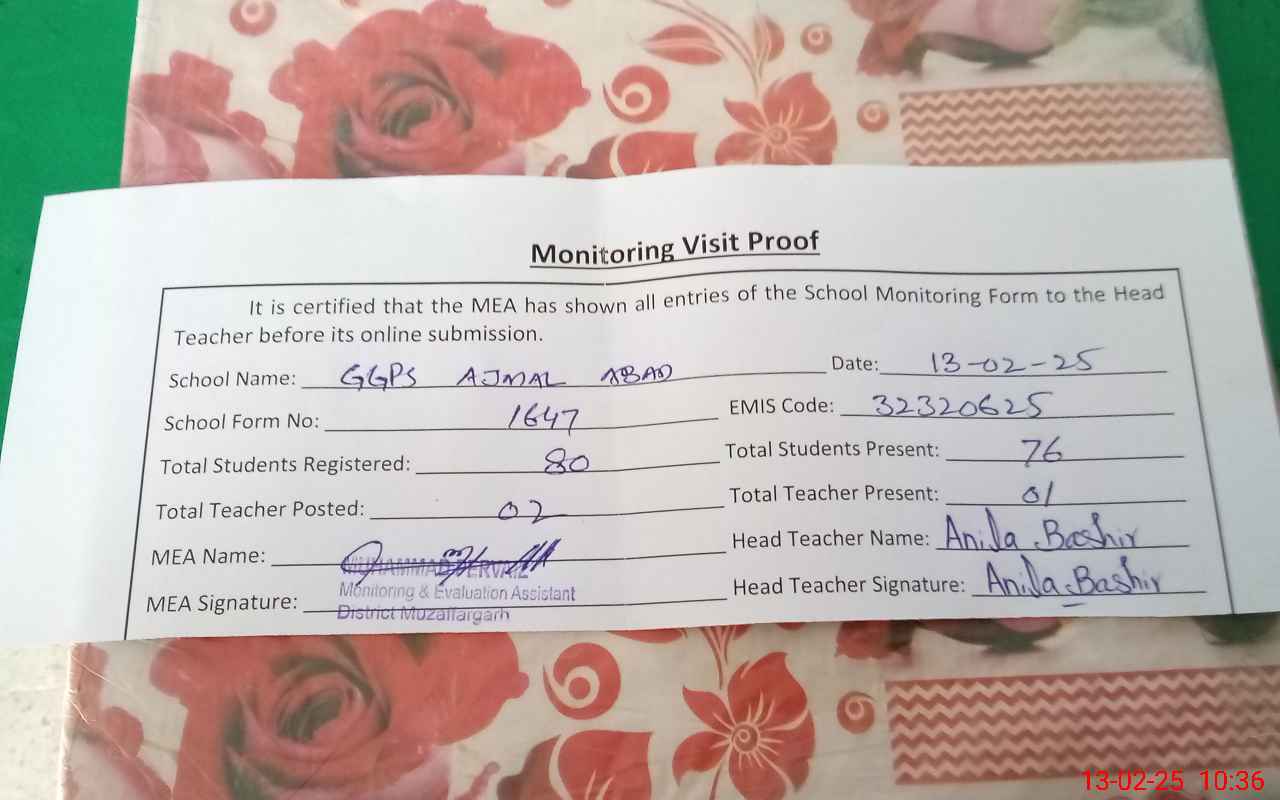 Monitoring Visit Proof
It is certified that the MEA has shown all entries of the School Monitoring Form to the Head
Teacher before its online submission.
School Name: GGPS AJMAL ABAD Date: 13-02-25
School Form No: 1647 EMIS Code: 32320625
Total Students Registered: 80 Total Students Present: 76
Total Teacher Posted: 02 Total Teacher Present: 01
MEA Name: MUHAMMAD Head Teacher Name: Anila Bashir
Monitoring & Evaluation Assistant
MEA Signature: Head Teacher Signature: Anila Bashir
District Muzaffargarh
13-02-25 10:36